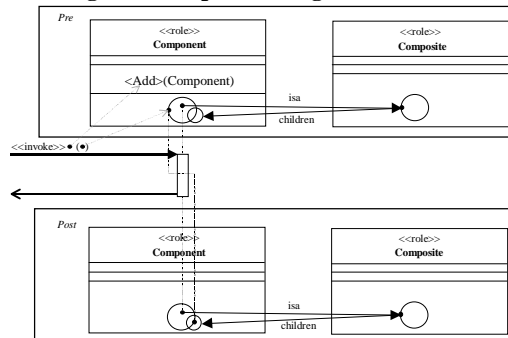 Pre
<<role>>
Component
<<role>>
Composite
<Add>(Component)
isa
children
<<invoke>> • (•)
Post
<<role>>
Component
<<role>>
Composite
isa
children